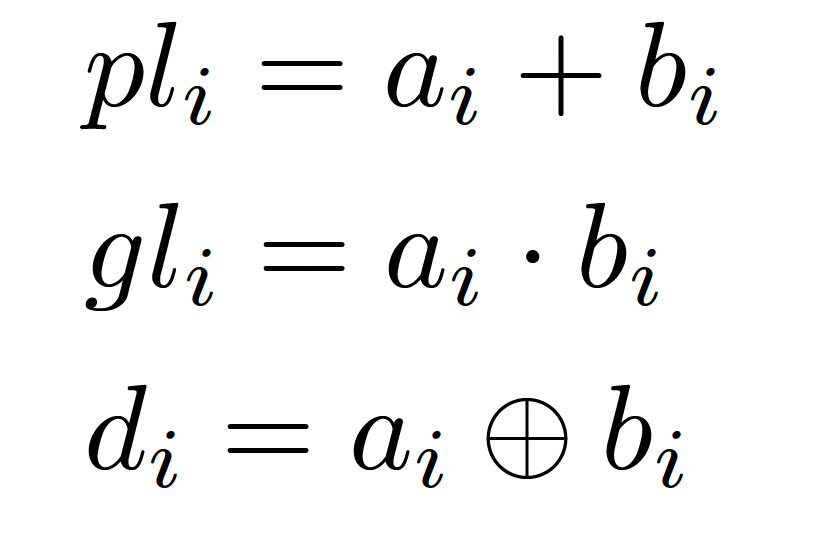 pl_i = a_i + b_i
gl_i = a_i · b_i
d_i = a_i ⊕ b_i